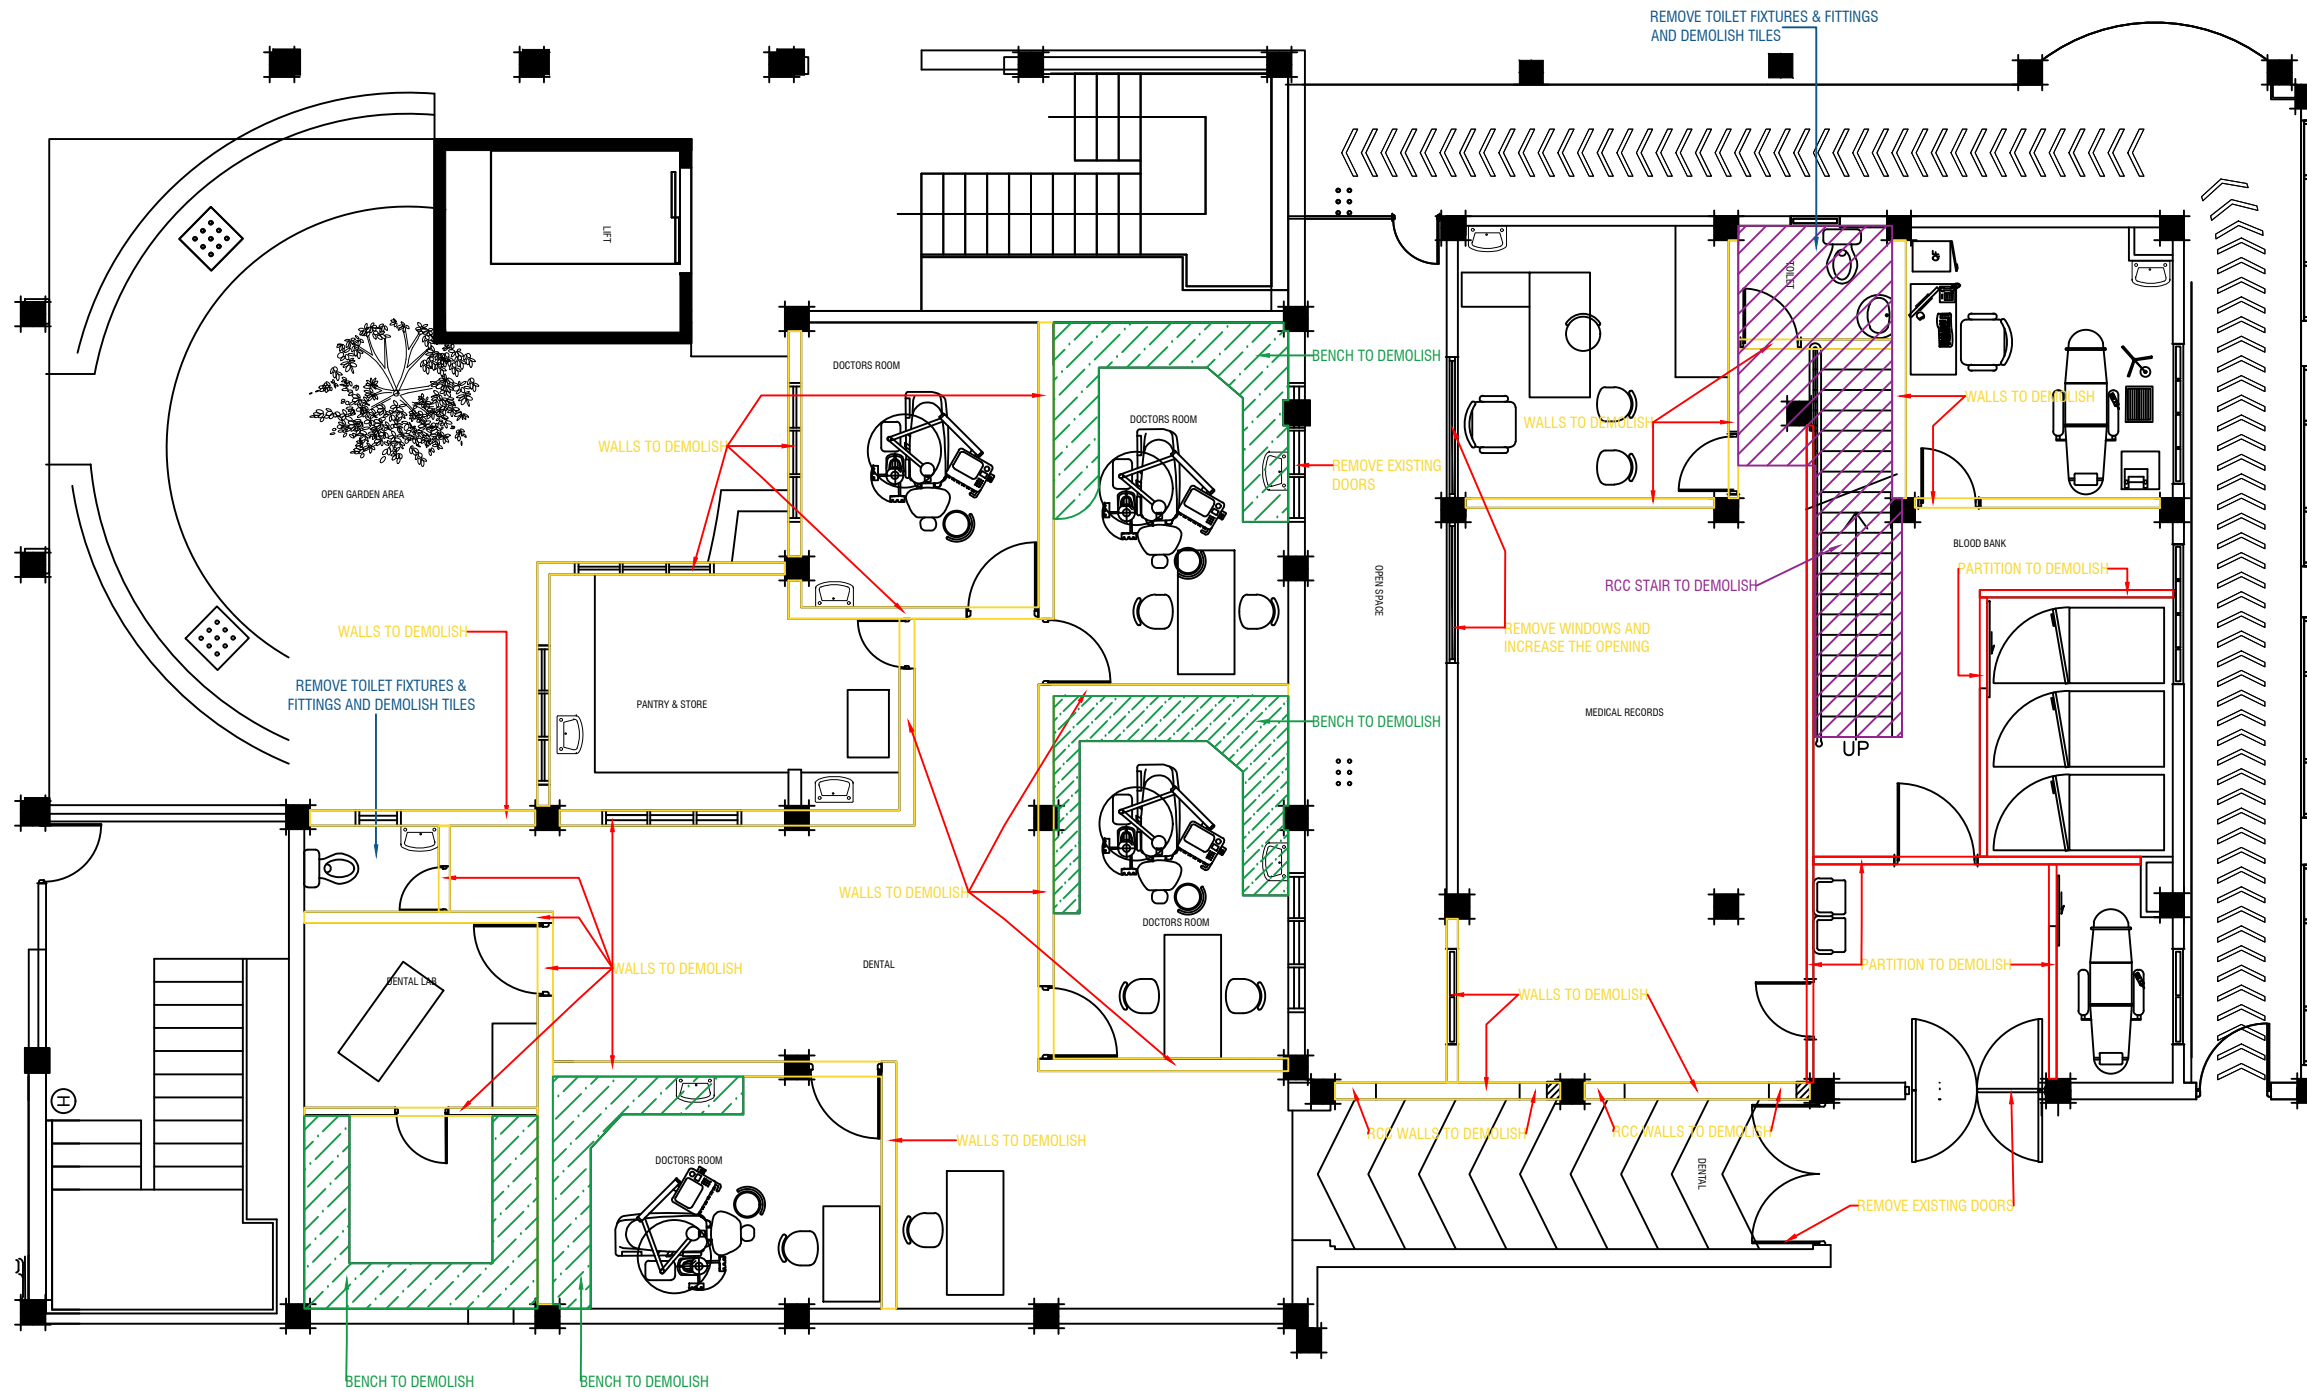 REMOVE TOILET FIXTURES & FITTINGS
AND DEMOLISH TILES
LIFT
TOILET
BENCH TO DEMOLISH
DOCTORS ROOM
WALLS TO DEMOLISH
DOCTORS ROOM
WALLS TO DEMOLISH
WALLS TO DEMOLISH
REMOVE EXISTING
DOORS
OPEN GARDEN AREA
BLOOD BANK
PARTITION TO DEMOLISH
OPEN SPACE
RCC STAIR TO DEMOLISH
WALLS TO DEMOLISH
REMOVE WINDOWS AND
INCREASE THE OPENING
REMOVE TOILET FIXTURES &
FITTINGS AND DEMOLISH TILES
PANTRY & STORE
MEDICAL RECORDS
BENCH TO DEMOLISH
UP
WALLS TO DEMOLISH
DOCTORS ROOM
WALLS TO DEMOLISH
DENTAL
PARTITION TO DEMOLISH
DENTAL LAB
WALLS TO DEMOLISH
H
RCC WALLS TO DEMOLISH
RCC WALLS TO DEMOLISH
WALLS TO DEMOLISH
DOCTORS ROOM
DENTAL
REMOVE EXISTING DOORS
BENCH TO DEMOLISH
BENCH TO DEMOLISH